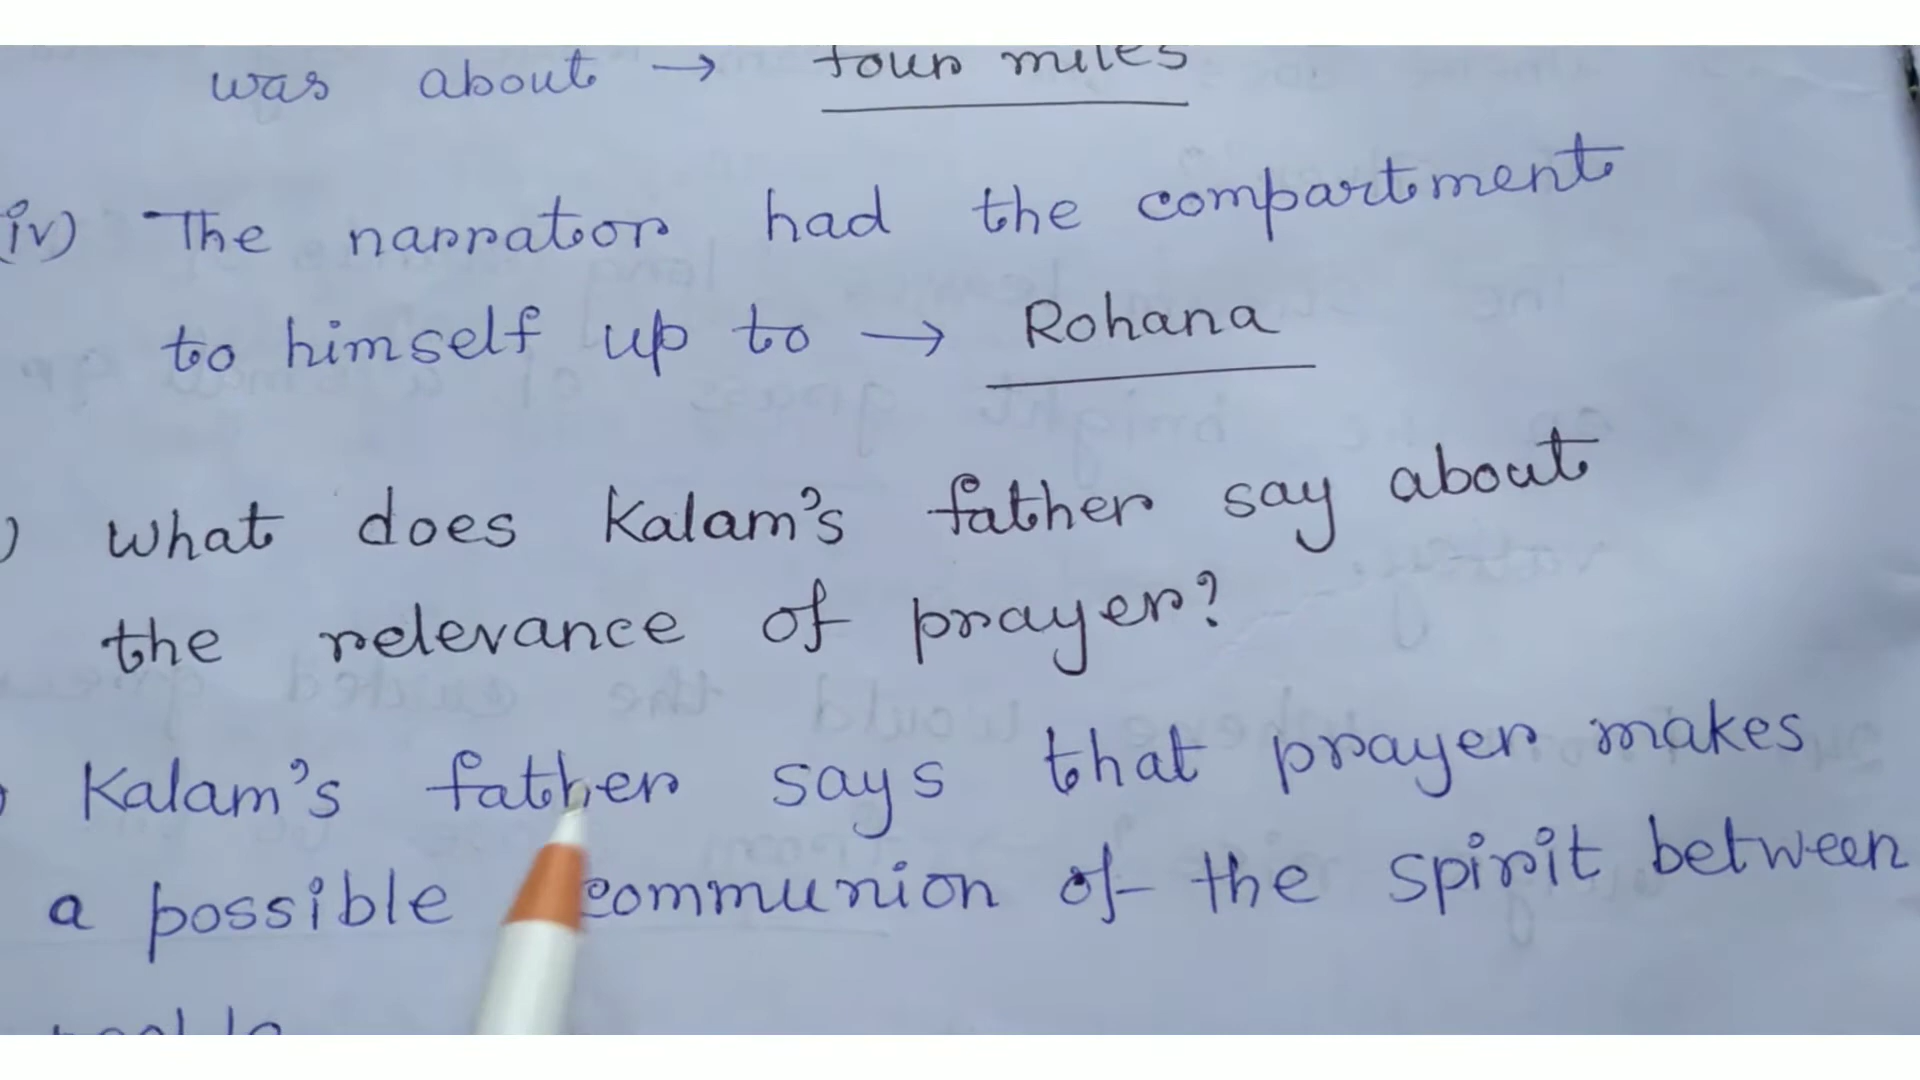 was about → four miles
iv) The narrator had the compartment
to himself up to → Rohana
) What does Kalam's father say about
the relevance of prayer?
Kalam's father says that prayer makes
a possible communion of the spirit between